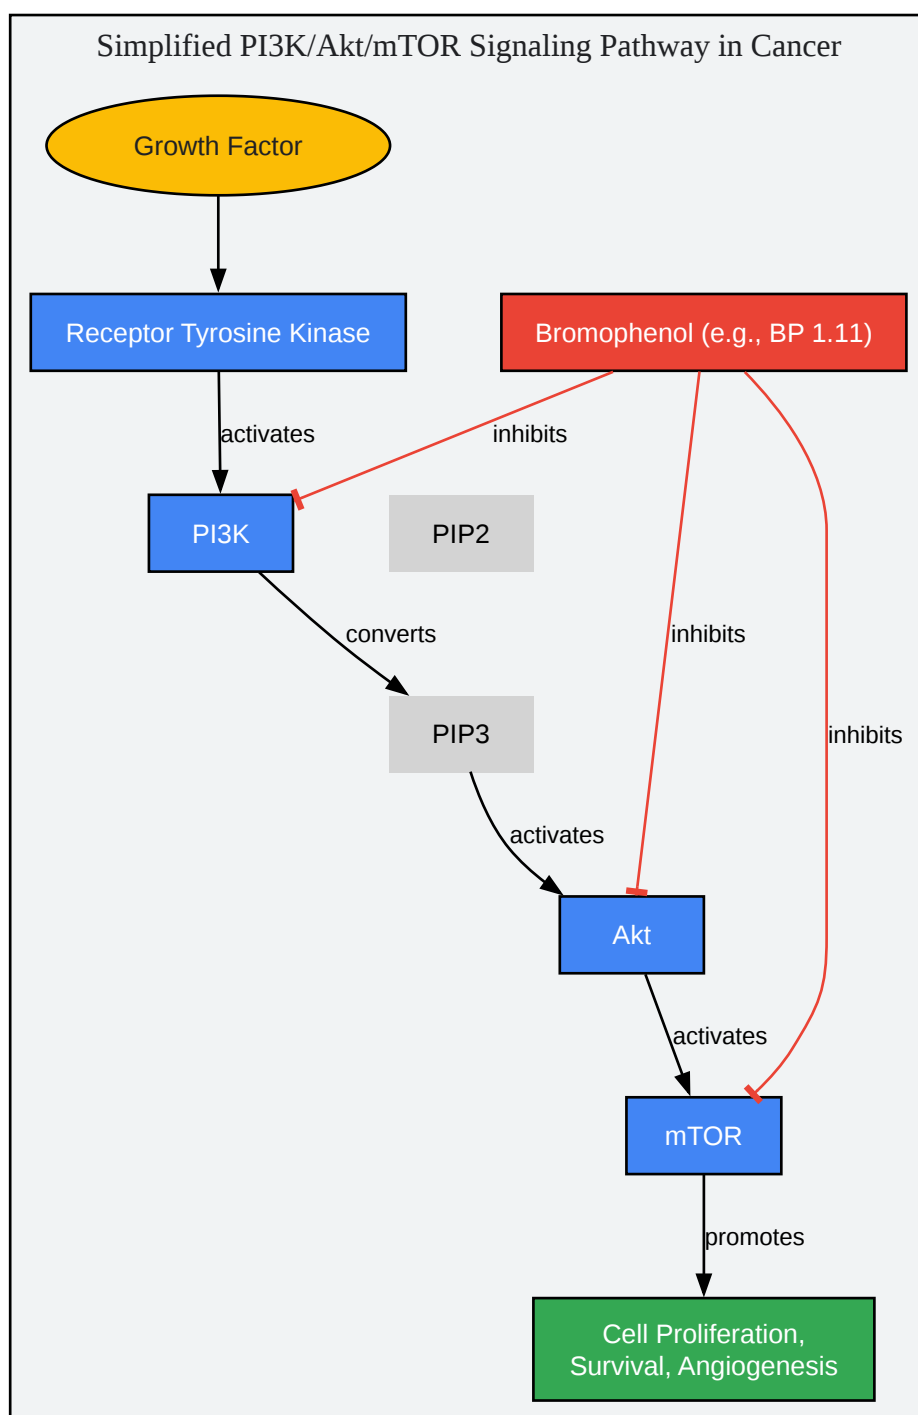 Simplified PI3K/Akt/mTOR Signaling Pathway in Cancer
Growth Factor
Receptor Tyrosine Kinase
Bromophenol (e.g., BP 1.11)
activates
inhibits
PI3K
PIP2
converts
inhibits
PIP3
inhibits
activates
Akt
activates
mTOR
promotes
Cell Proliferation,
Survival, Angiogenesis